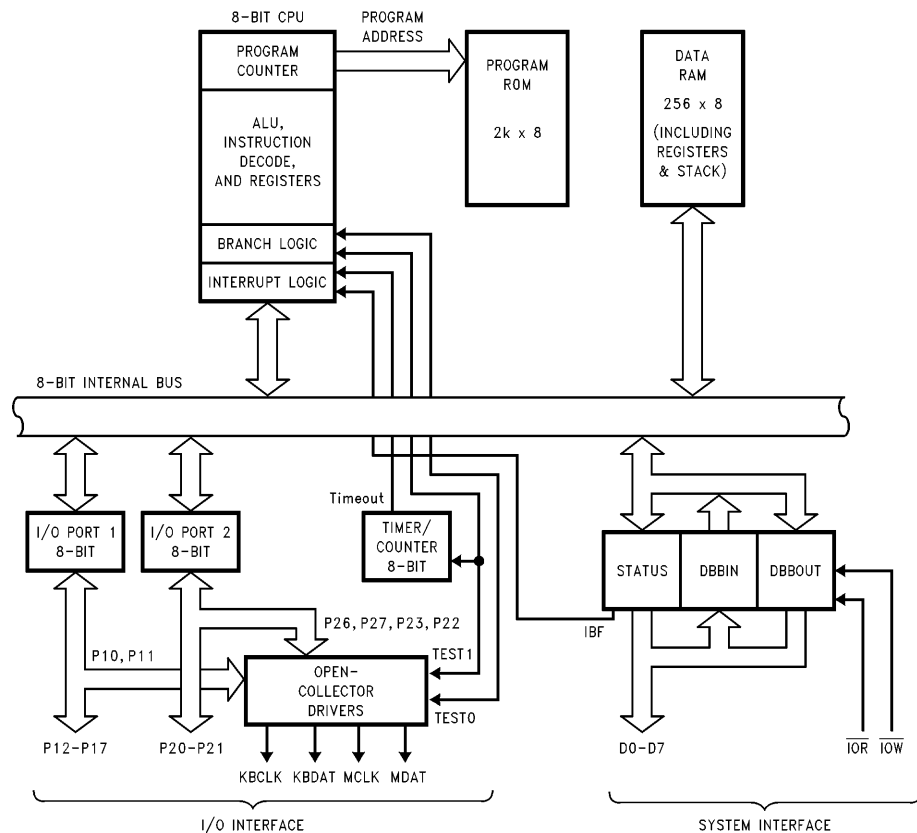 8-BIT CPU
PROGRAM
COUNTER
ALU,
INSTRUCTION
DECODE,
AND REGISTERS
BRANCH LOGIC
INTERRUPT LOGIC
PROGRAM
ADDRESS
PROGRAM
ROM
2k x 8
DATA
RAM
256 x 8
(INCLUDING
REGISTERS
& STACK)
8-BIT INTERNAL BUS
I/O PORT 1
8-BIT
I/O PORT 2
8-BIT
Timeout
TIMER/
COUNTER
8-BIT
STATUS
DBBIN
DBBOUT
IBF
P26, P27, P23, P22
P10, P11
TEST1
OPEN-
COLLECTOR
DRIVERS
TEST0
P12-P17
P20-P21
KBCLK
KBDAT
MCLK
MDAT
D0-D7
IOR
IOW
I/O INTERFACE
SYSTEM INTERFACE